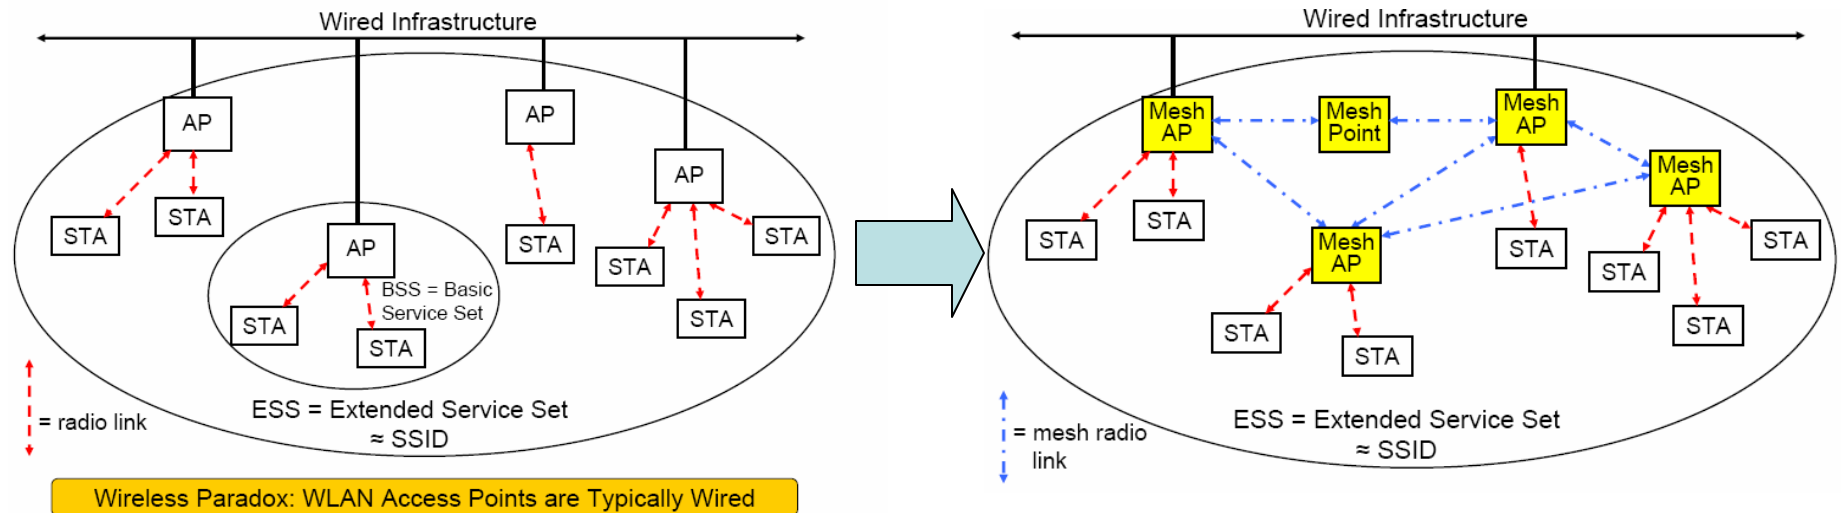 Wired Infrastructure
AP
AP
AP
AP
STA
STA
STA
STA
STA
STA
STA
STA
BSS = Basic
Service Set
= radio link
ESS = Extended Service Set
≈ SSID
Wireless Paradox: WLAN Access Points are Typically Wired
Wired Infrastructure
Mesh
AP
Mesh
Point
Mesh
AP
Mesh
AP
Mesh
AP
STA
STA
STA
STA
STA
STA
STA
STA
= mesh radio
link
ESS = Extended Service Set
≈ SSID